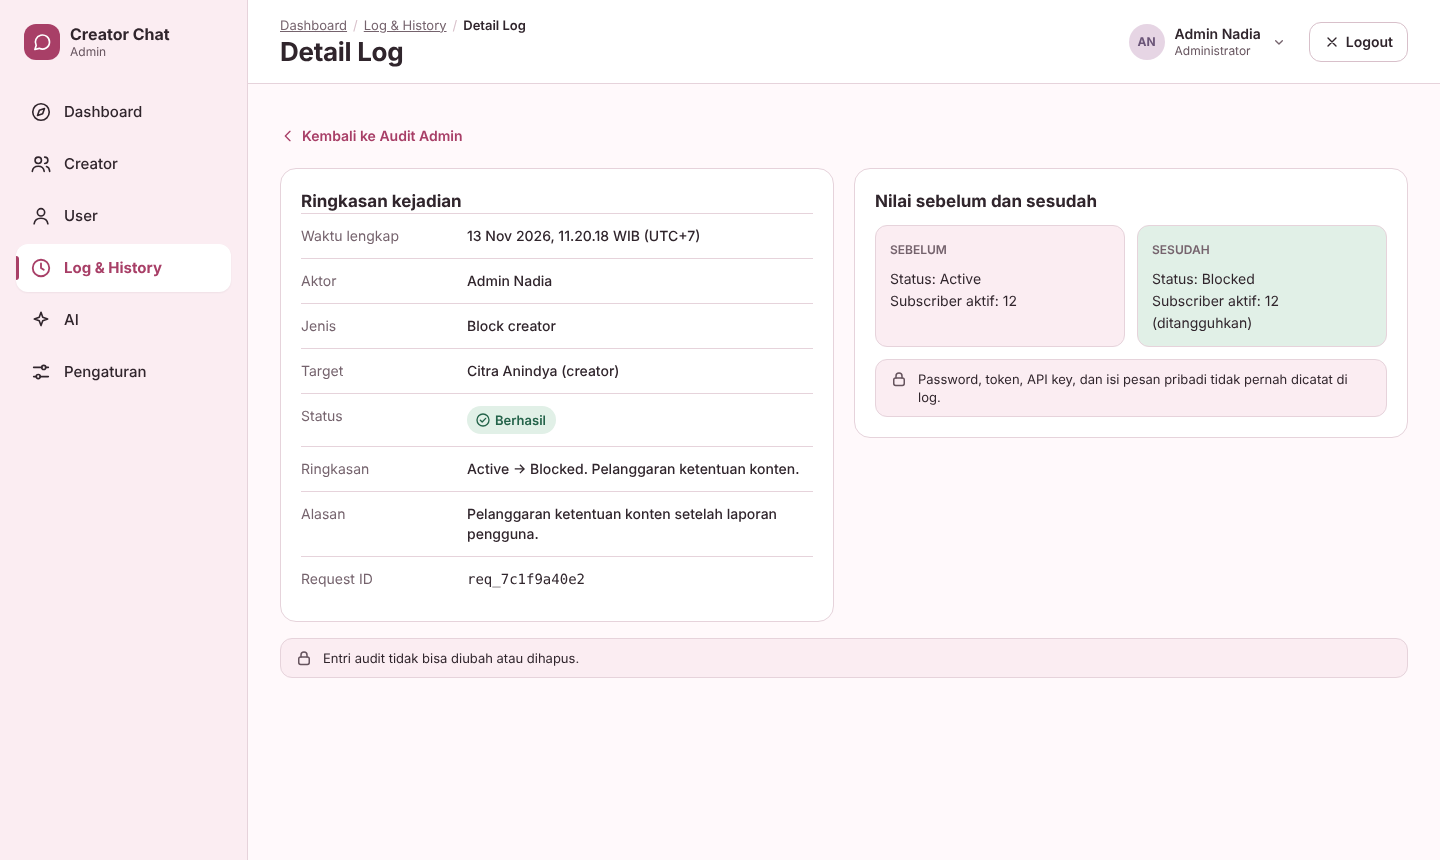 Creator Chat
Admin
Dashboard
Creator
User
Log & History
AI
Pengaturan
Dashboard / Log & History / Detail Log
Detail Log
AN
Admin Nadia
Administrator
Logout
Kembali ke Audit Admin
Ringkasan kejadian
Waktu lengkap 13 Nov 2026, 11.20.18 WIB (UTC+7)
Aktor Admin Nadia
Jenis Block creator
Target Citra Anindya (creator)
Status Berhasil
Ringkasan Active → Blocked. Pelanggaran ketentuan konten.
Alasan Pelanggaran ketentuan konten setelah laporan
pengguna.
Request ID req_7c1f9a40e2
Nilai sebelum dan sesudah
SEBELUM
Status: Active
Subscriber aktif: 12
SESUDAH
Status: Blocked
Subscriber aktif: 12
(ditangguhkan)
Password, token, API key, dan isi pesan pribadi tidak pernah dicatat di
log.
Entri audit tidak bisa diubah atau dihapus.